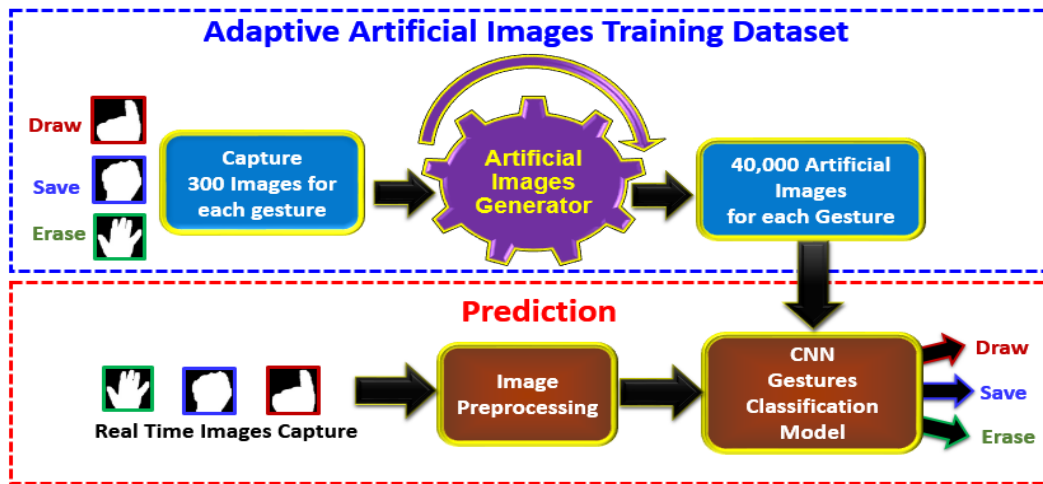 Adaptive Artificial Images Training Dataset
Draw
Save
Erase
Capture
300 Images for
each gesture
Artificial
Images
Generator
40,000 Artificial
Images
for each Gesture
Prediction
Real Time Images Capture
Image
Preprocessing
CNN
Gestures
Classification
Model
Draw
Save
Erase